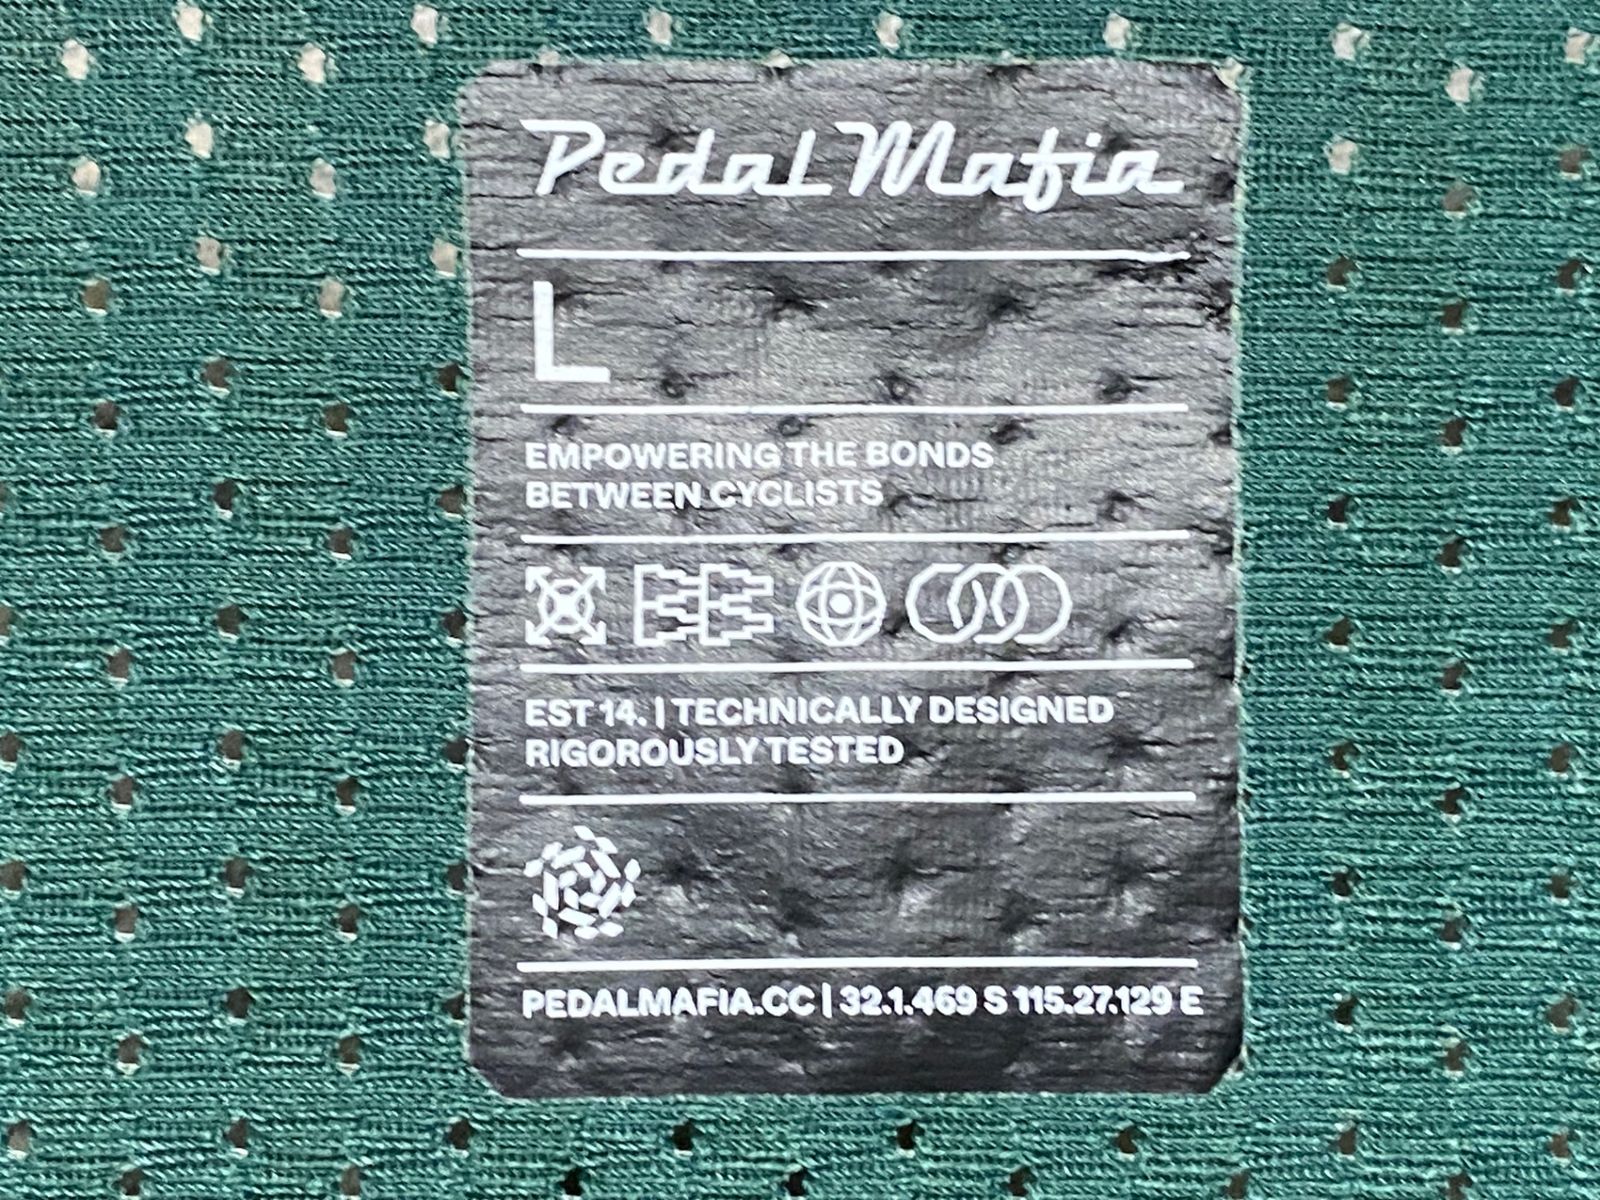 Pedal Mafia
L
EMPOWERING THE BONDS
BETWEEN CYCLISTS
EST 14. | TECHNICALLY DESIGNED
RIGOROUSLY TESTED
PEDALMAFIA.CC | 32.1.469 S 115.27.129 E